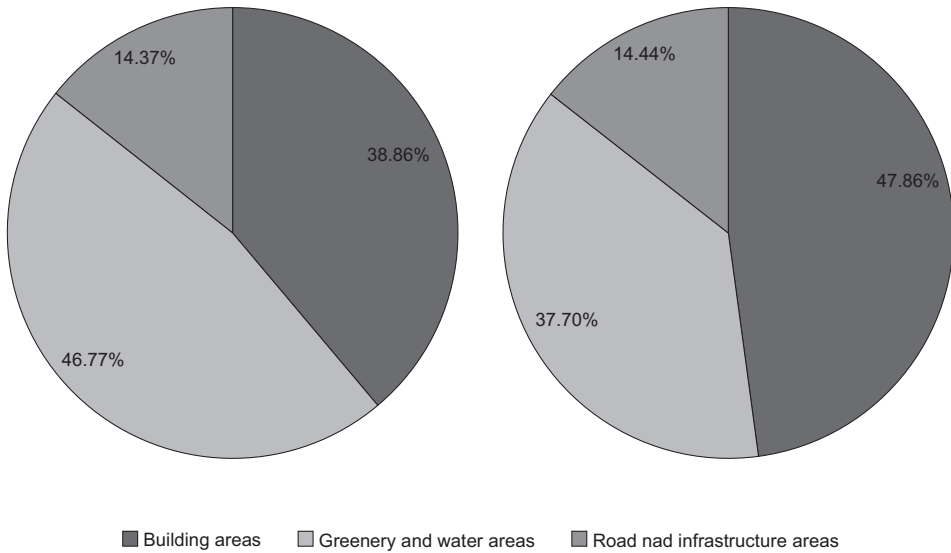 14.37%
38.86%
46.77%
14.44%
47.86%
37.70%
Building areas
Greenery and water areas
Road nad infrastructure areas